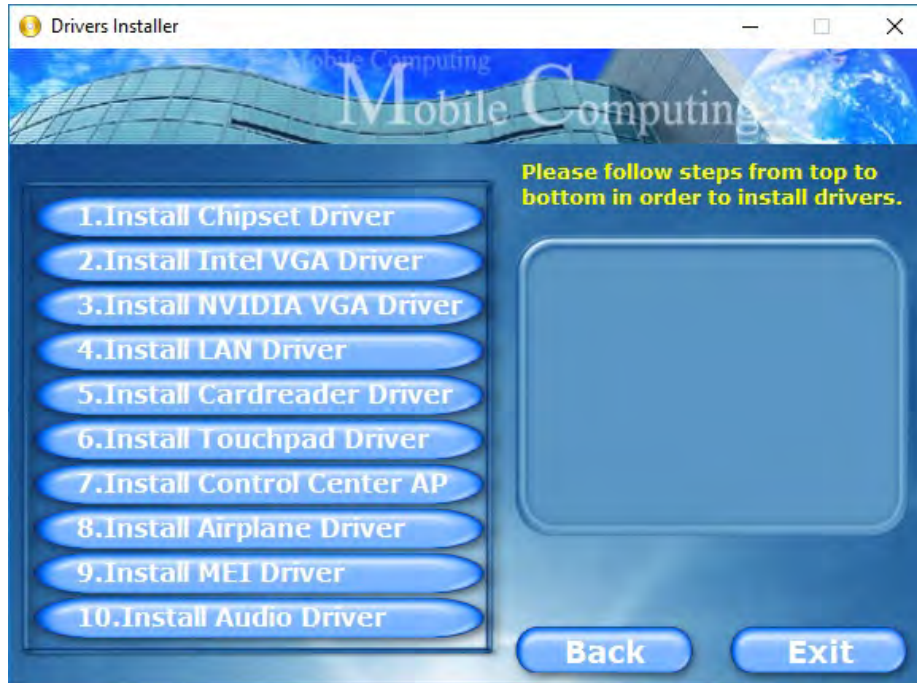 Drivers Installer
Mobile Computing
Mobile Computing
Please follow steps from top to
bottom in order to install drivers.
1.Install Chipset Driver
2.Install Intel VGA Driver
3.Install NVIDIA VGA Driver
4.Install LAN Driver
5.Install Cardreader Driver
6.Install Touchpad Driver
7.Install Control Center AP
8.Install Airplane Driver
9.Install MEI Driver
10.Install Audio Driver
Back
Exit